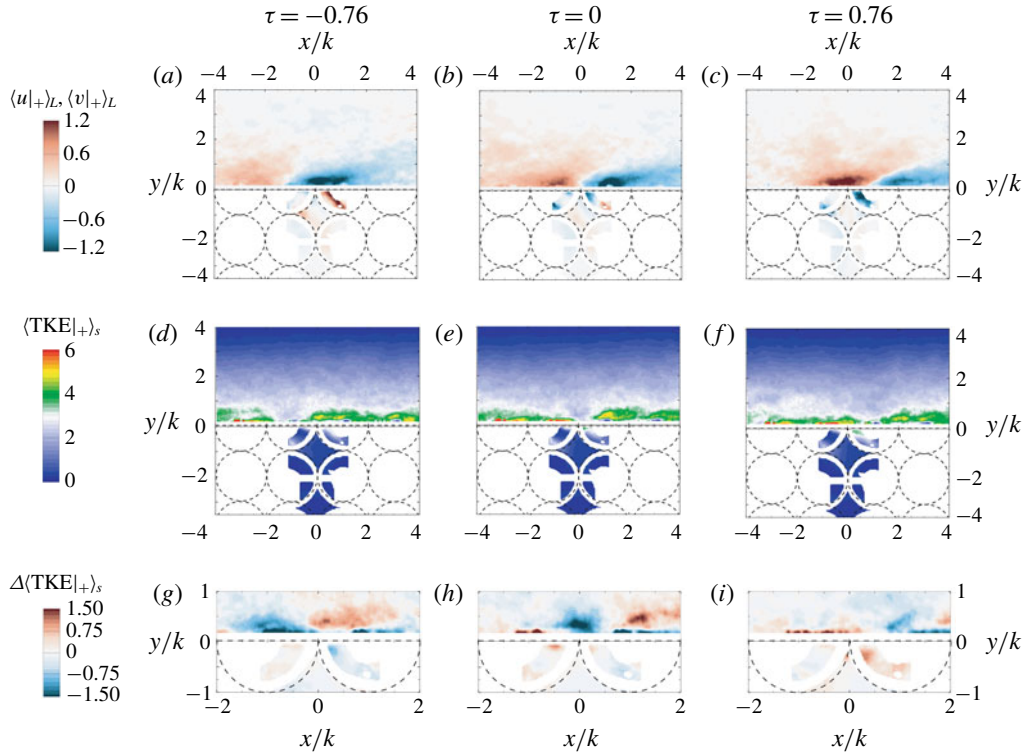 τ = −0.76 τ = 0 τ = 0.76
x/k x/k x/k
(a) −4 −2 0 2 4 (b) −4 −2 0 2 4 (c) −4 −2 0 2 4
⟨u|+⟩L, ⟨v|+⟩L
1.2
0.6
0
−0.6
−1.2
y/k 4 2 0 −2 −4
4 2 0 −2 −4 y/k
⟨TKE|+⟩s
6
4
2
0
(d) (e) (f)
y/k 4 2 0 −2
4 2 0 −2 −4 y/k
−4 −2 0 2 4 −4 −2 0 2 4 −4 −2 0 2 4
Δ⟨TKE|+⟩s
1.50
0.75
0
−0.75
−1.50
(g) (h) (i)
y/k 1 0 −1
1 0 −1 y/k
−2 0 2 −2 0 2 −2 0 2
x/k x/k x/k